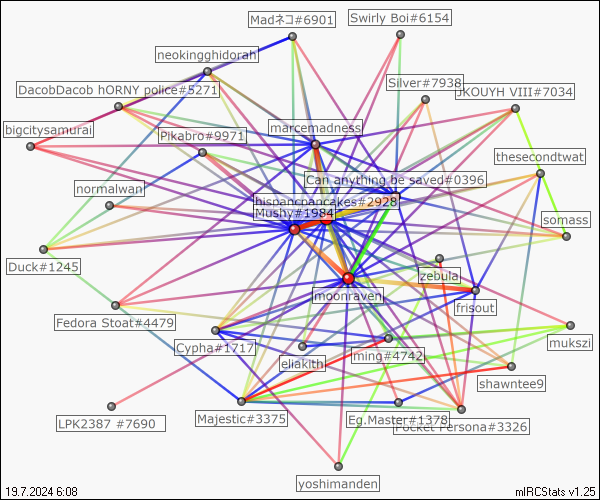 Madネコ#6901
Swirly Boi#6154
neokingghidorah
Silver#7938
DacobDacob hORNY police#5271
JKOUYH VIII#7034
bigcitysamurai
Pikabro#9971
marcemadness
thesecondtwat
Can anything be saved#0396
normalwan
hispancpancakes#2928
Mushy#1984
somass
Duck#1245
zebula
moonraven
frisout
Fedora Stoat#4479
Cypha#1717
ming#4742
mukszi
eliakith
shawntee9
LPK2387 #7690
Majestic#3375
Eg.Master#1378
Pocket Persona#3326
yoshimanden
19.7.2024 6:08
mIRCStats v1.25